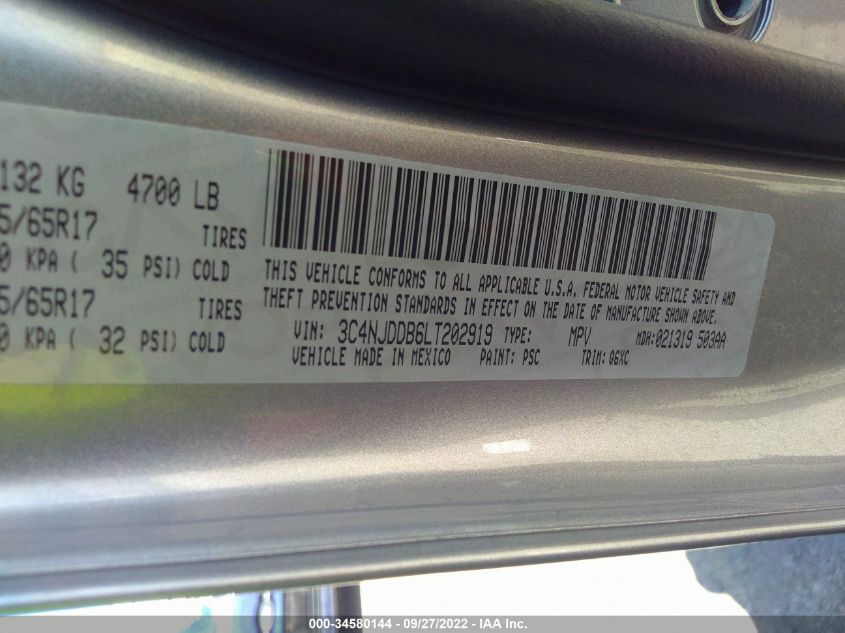 132 KG 4700 LB
5/65R17 TIRES
0 KPA ( 35 PSI) COLD
5/65R17 TIRES
0 KPA ( 32 PSI) COLD
THIS VEHICLE CONFORMS TO ALL APPLICABLE U.S.A. FEDERAL MOTOR VEHICLE SAFETY AND
THEFT PREVENTION STANDARDS IN EFFECT ON THE DATE OF MANUFACTURE SHOWN ABOVE.
VIN: 3C4NJDDB6LT202919 TYPE: MPV MDH:021319 503AA
VEHICLE MADE IN MEXICO PAINT: PSC TRIM: Q6XC
000-34580144 - 09/27/2022 - IAA Inc.